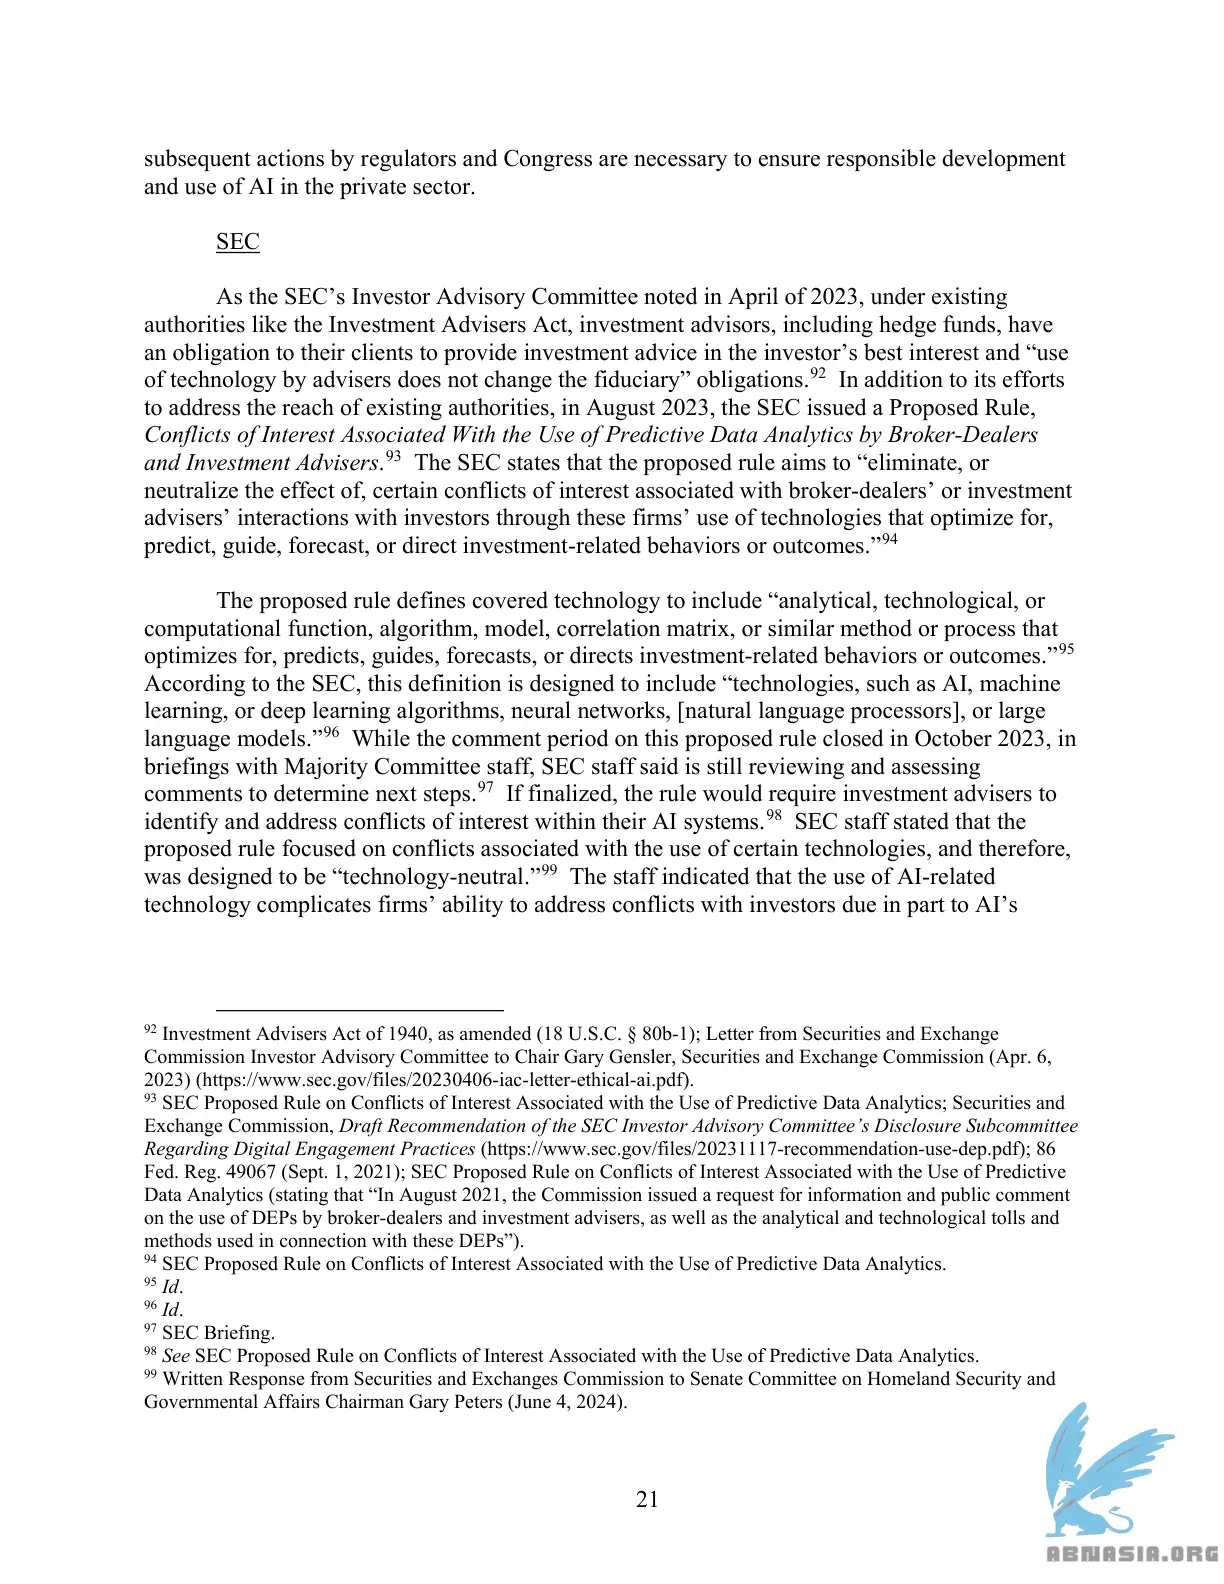 subsequent actions by regulators and Congress are necessary to ensure responsible development
and use of AI in the private sector.
SEC
As the SEC’s Investor Advisory Committee noted in April of 2023, under existing
authorities like the Investment Advisers Act, investment advisors, including hedge funds, have
an obligation to their clients to provide investment advice in the investor’s best interest and “use
of technology by advisers does not change the fiduciary” obligations.92 In addition to its efforts
to address the reach of existing authorities, in August 2023, the SEC issued a Proposed Rule,
Conflicts of Interest Associated With the Use of Predictive Data Analytics by Broker-Dealers
and Investment Advisers.93 The SEC states that the proposed rule aims to “eliminate, or
neutralize the effect of, certain conflicts of interest associated with broker-dealers’ or investment
advisers’ interactions with investors through these firms’ use of technologies that optimize for,
predict, guide, forecast, or direct investment-related behaviors or outcomes.”94
The proposed rule defines covered technology to include “analytical, technological, or
computational function, algorithm, model, correlation matrix, or similar method or process that
optimizes for, predicts, guides, forecasts, or directs investment-related behaviors or outcomes.”95
According to the SEC, this definition is designed to include “technologies, such as AI, machine
learning, or deep learning algorithms, neural networks, [natural language processors], or large
language models.”96 While the comment period on this proposed rule closed in October 2023, in
briefings with Majority Committee staff, SEC staff said is still reviewing and assessing
comments to determine next steps.97 If finalized, the rule would require investment advisers to
identify and address conflicts of interest within their AI systems.98 SEC staff stated that the
proposed rule focused on conflicts associated with the use of certain technologies, and therefore,
was designed to be “technology-neutral.”99 The staff indicated that the use of AI-related
technology complicates firms’ ability to address conflicts with investors due in part to AI’s
92 Investment Advisers Act of 1940, as amended (18 U.S.C. § 80b-1); Letter from Securities and Exchange
Commission Investor Advisory Committee to Chair Gary Gensler, Securities and Exchange Commission (Apr. 6,
2023) (https://www.sec.gov/files/20230406-iac-letter-ethical-ai.pdf).
93 SEC Proposed Rule on Conflicts of Interest Associated with the Use of Predictive Data Analytics; Securities and
Exchange Commission, Draft Recommendation of the SEC Investor Advisory Committee’s Disclosure Subcommittee
Regarding Digital Engagement Practices (https://www.sec.gov/files/20231117-recommendation-use-dep.pdf); 86
Fed. Reg. 49067 (Sept. 1, 2021); SEC Proposed Rule on Conflicts of Interest Associated with the Use of Predictive
Data Analytics (stating that “In August 2021, the Commission issued a request for information and public comment
on the use of DEPs by broker-dealers and investment advisers, as well as the analytical and technological tolls and
methods used in connection with these DEPs”).
94 SEC Proposed Rule on Conflicts of Interest Associated with the Use of Predictive Data Analytics.
95 Id.
96 Id.
97 SEC Briefing.
98 See SEC Proposed Rule on Conflicts of Interest Associated with the Use of Predictive Data Analytics.
99 Written Response from Securities and Exchanges Commission to Senate Committee on Homeland Security and
Governmental Affairs Chairman Gary Peters (June 4, 2024).
21
ABNASIA.ORG